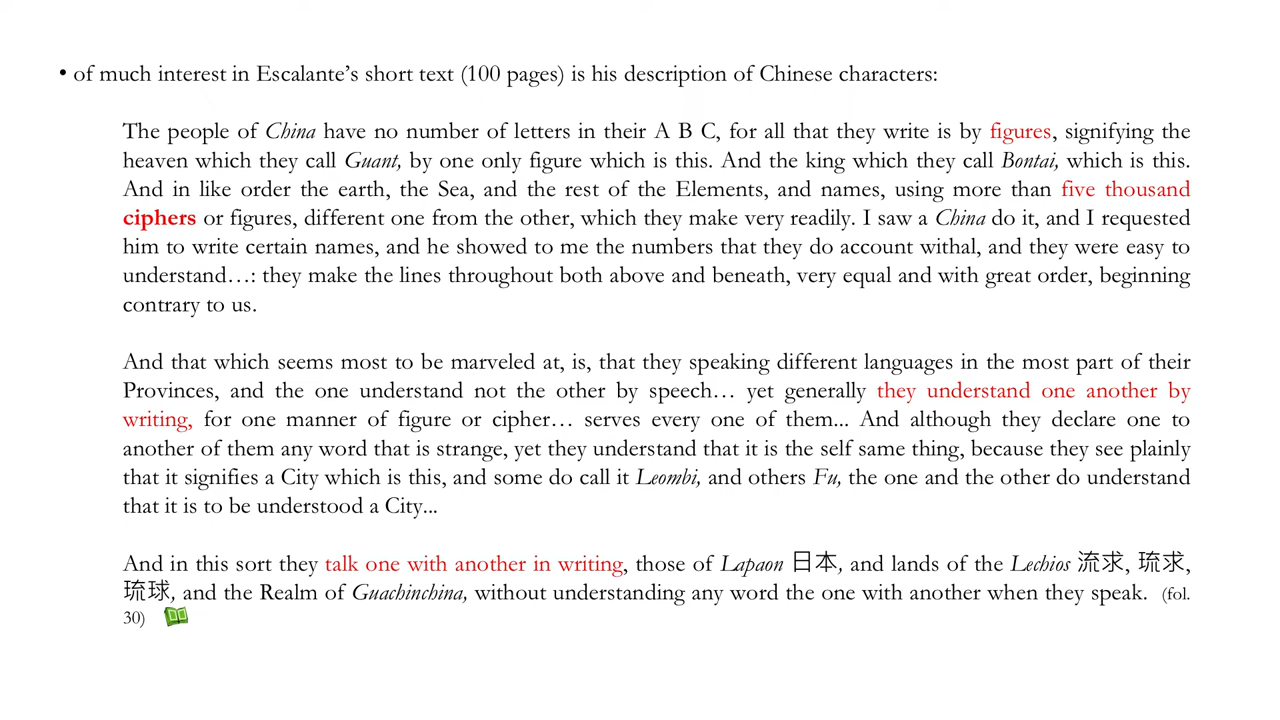 • of much interest in Escalante’s short text (100 pages) is his description of Chinese characters:
The people of China have no number of letters in their A B C, for all that they write is by figures, signifying the
heaven which they call Guant, by one only figure which is this. And the king which they call Bontai, which is this.
And in like order the earth, the Sea, and the rest of the Elements, and names, using more than five thousand
ciphers or figures, different one from the other, which they make very readily. I saw a China do it, and I requested
him to write certain names, and he showed to me the numbers that they do account withal, and they were easy to
understand…: they make the lines throughout both above and beneath, very equal and with great order, beginning
contrary to us.
And that which seems most to be marveled at, is, that they speaking different languages in the most part of their
Provinces, and the one understand not the other by speech… yet generally they understand one another by
writing, for one manner of figure or cipher… serves every one of them... And although they declare one to
another of them any word that is strange, yet they understand that it is the self same thing, because they see plainly
that it signifies a City which is this, and some do call it Leombi, and others Fu, the one and the other do understand
that it is to be understood a City...
And in this sort they talk one with another in writing, those of Lapaon 日本, and lands of the Lechios 流求, 琉求,
琉球, and the Realm of Guachinchina, without understanding any word the one with another when they speak. (fol.
30)